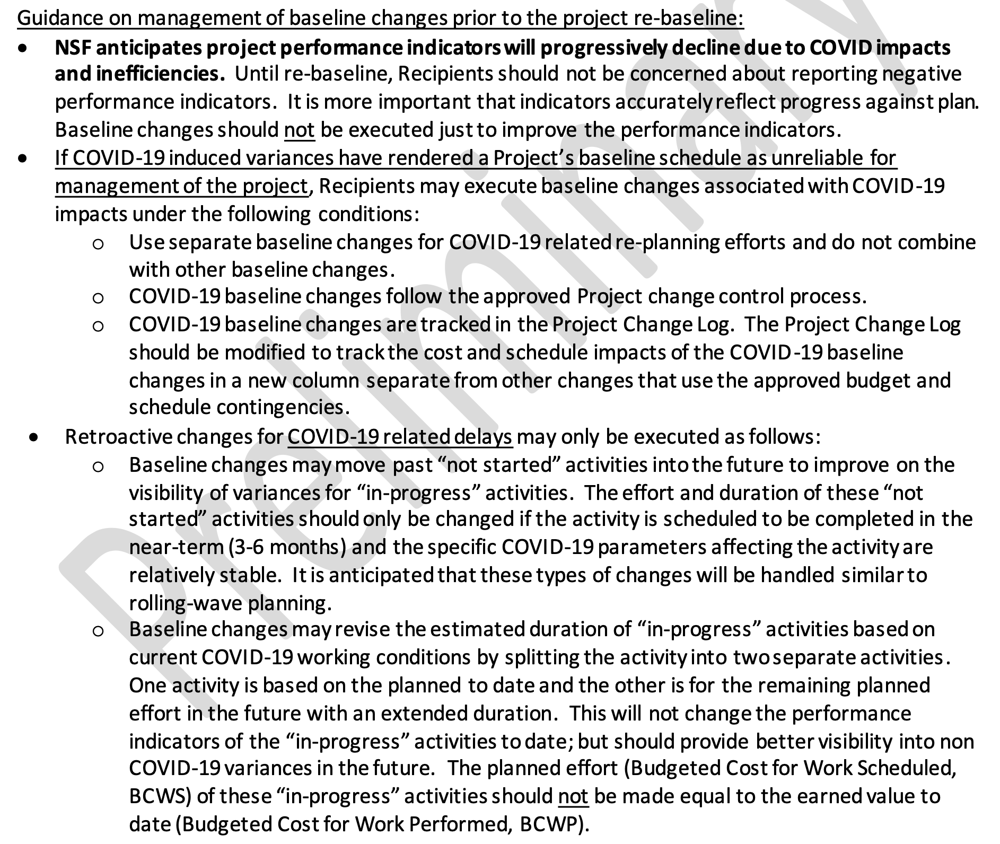 Guidance on management of baseline changes prior to the project re-baseline:
• NSF anticipates project performance indicators will progressively decline due to COVID impacts
and inefficiencies. Until re-baseline, Recipients should not be concerned about reporting negative
performance indicators. It is more important that indicators accurately reflect progress against plan.
Baseline changes should not be executed just to improve the performance indicators.
• If COVID-19 induced variances have rendered a Project’s baseline schedule as unreliable for
management of the project, Recipients may execute baseline changes associated with COVID-19
impacts under the following conditions:
o Use separate baseline changes for COVID-19 related re-planning efforts and do not combine
with other baseline changes.
o COVID-19 baseline changes follow the approved Project change control process.
o COVID-19 baseline changes are tracked in the Project Change Log. The Project Change Log
should be modified to track the cost and schedule impacts of the COVID-19 baseline
changes in a new column separate from other changes that use the approved budget and
schedule contingencies.
• Retroactive changes for COVID-19 related delays may only be executed as follows:
o Baseline changes may move past “not started” activities into the future to improve on the
visibility of variances for “in-progress” activities. The effort and duration of these “not
started” activities should only be changed if the activity is scheduled to be completed in the
near-term (3-6 months) and the specific COVID-19 parameters affecting the activity are
relatively stable. It is anticipated that these types of changes will be handled similar to
rolling-wave planning.
o Baseline changes may revise the estimated duration of “in-progress” activities based on
current COVID-19 working conditions by splitting the activity into two separate activities.
One activity is based on the planned to date and the other is for the remaining planned
effort in the future with an extended duration. This will not change the performance
indicators of the “in-progress” activities to date; but should provide better visibility into non
COVID-19 variances in the future. The planned effort (Budgeted Cost for Work Scheduled,
BCWS) of these “in-progress” activities should not be made equal to the earned value to
date (Budgeted Cost for Work Performed, BCWP).
Preliminary